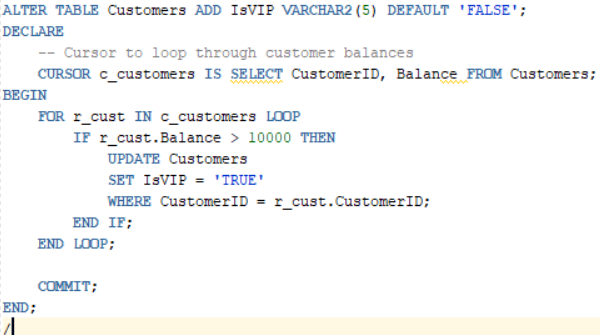 ALTER TABLE Customers ADD IsVIP VARCHAR2(5) DEFAULT 'FALSE';
DECLARE
    -- Cursor to loop through customer balances
    CURSOR c_customers IS SELECT CustomerID, Balance FROM Customers;
BEGIN
    FOR r_cust IN c_customers LOOP
        IF r_cust.Balance > 10000 THEN
            UPDATE Customers
            SET IsVIP = 'TRUE'
            WHERE CustomerID = r_cust.CustomerID;
        END IF;
    END LOOP;

    COMMIT;
END;
/